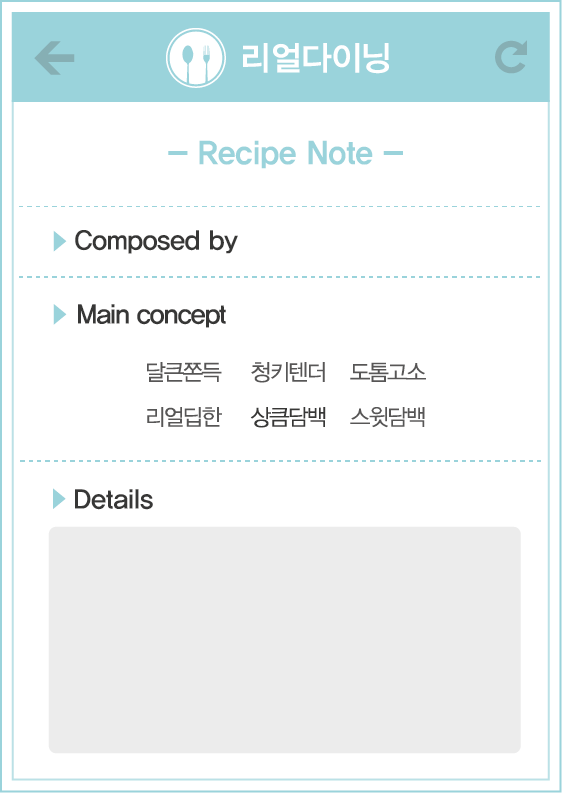 리얼다이닝
- Recipe Note -
Composed by
Main concept
달큰쫀득 청키텐더 도톰고소
리얼딥한 상큼담백 스윗담백
Details